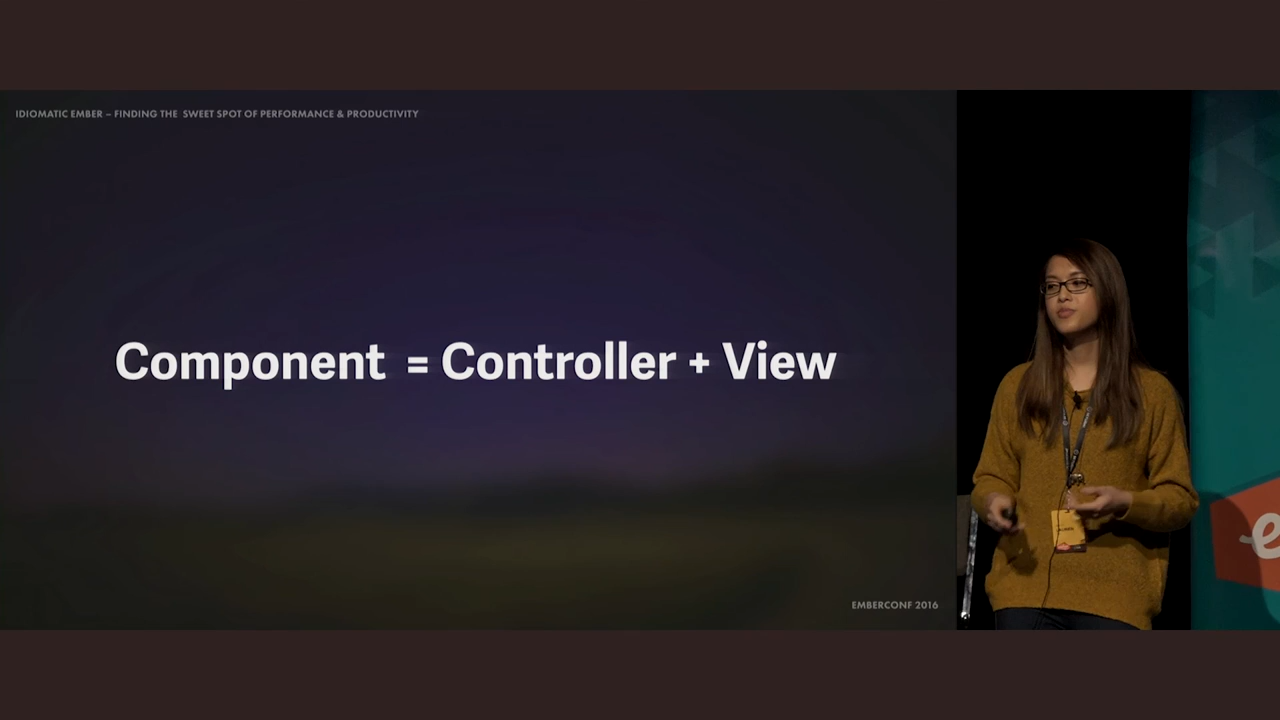 IDIOMATIC EMBER – FINDING THE SWEET SPOT OF PERFORMANCE & PRODUCTIVITY
Component = Controller + View
EMBERCONF 2016